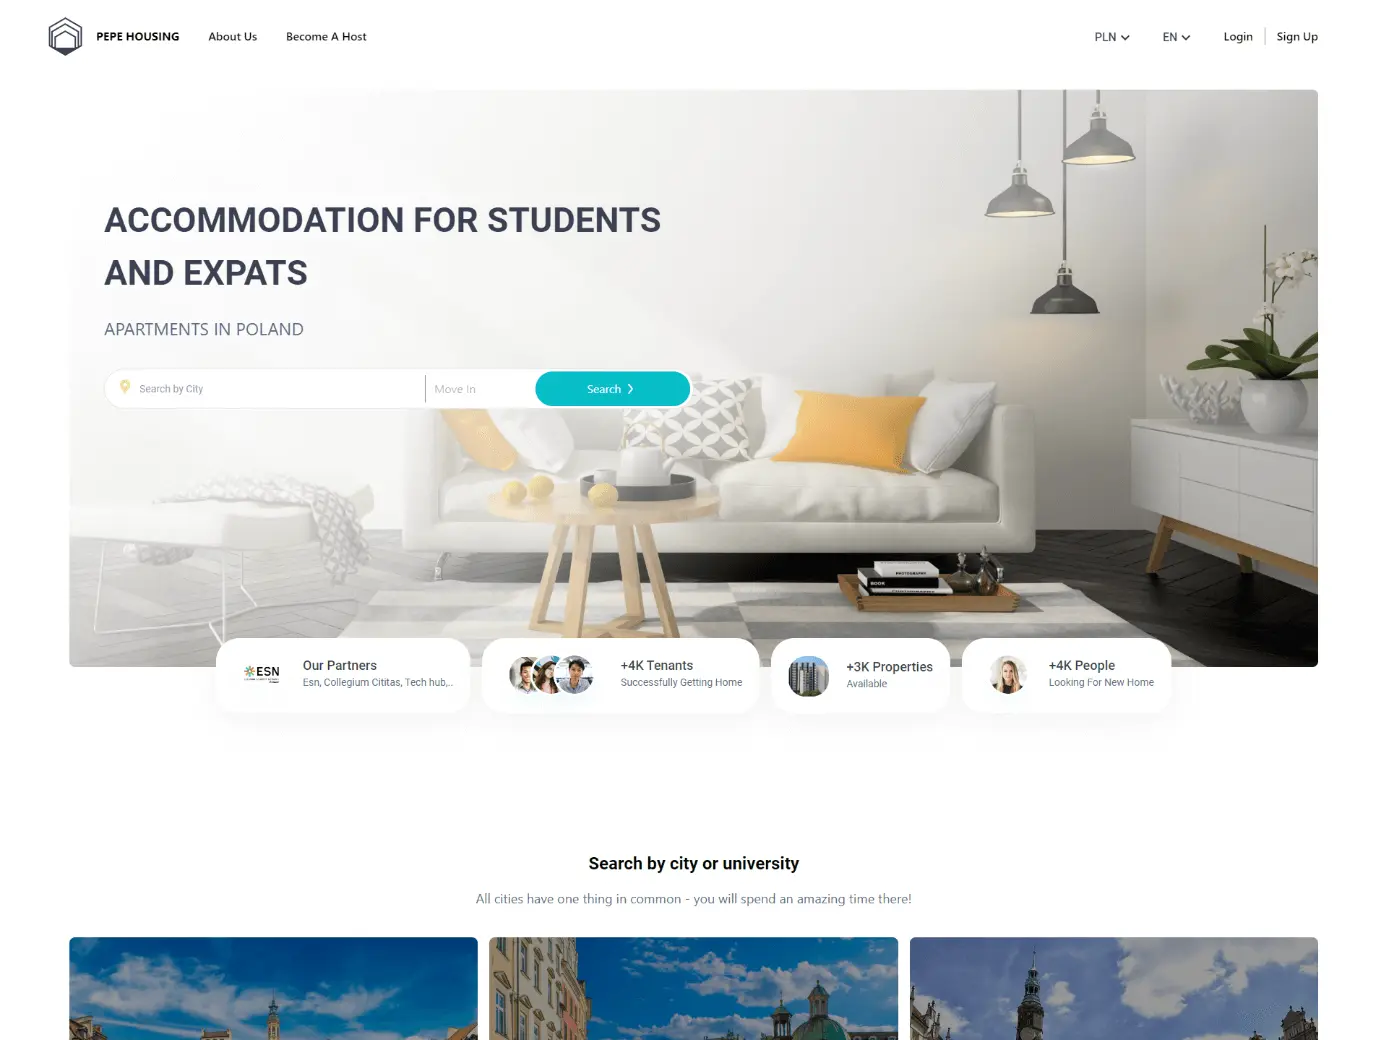 PEPE HOUSING
About Us
Become A Host
PLN
EN
Login
Sign Up
ACCOMMODATION FOR STUDENTS
AND EXPATS
APARTMENTS IN POLAND
Search by City
Move In
Search
PHOTOGRAPHY
BOOK
ESN
Our Partners
Esn, Collegium Cititas, Tech hub,..
+4K Tenants
Successfully Getting Home
+3K Properties
Available
+4K People
Looking For New Home
Search by city or university
All cities have one thing in common - you will spend an amazing time there!